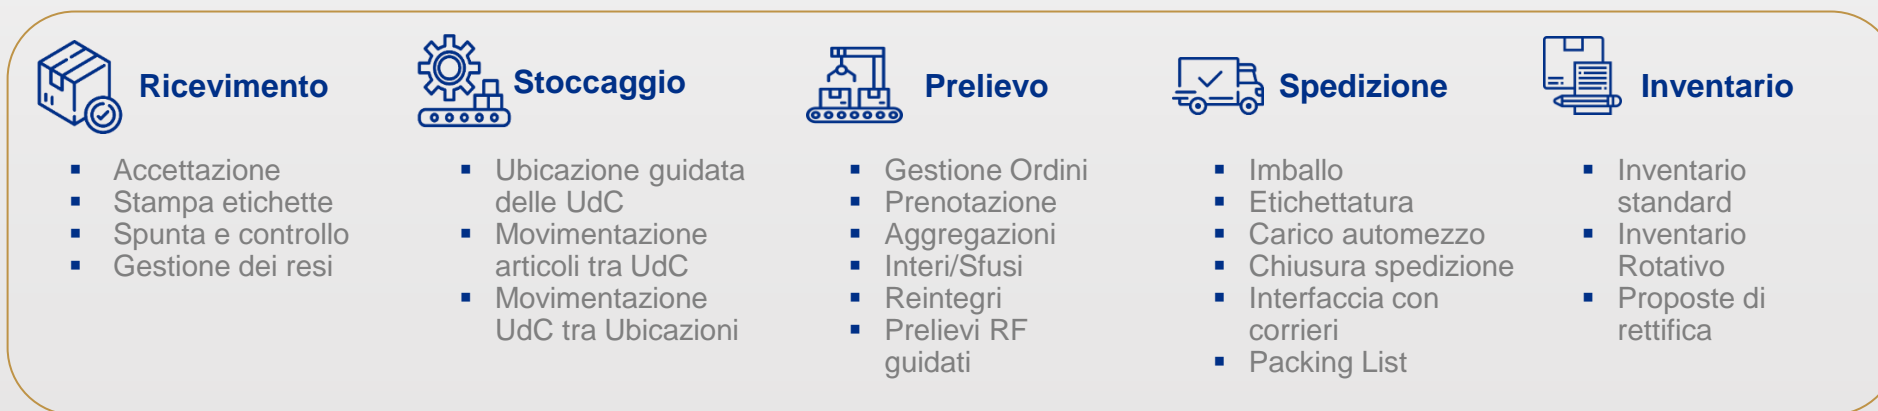 Ricevimento
Accettazione
Stampa etichette
Spunta e controllo
Gestione dei resi
Stoccaggio
Ubicazione guidata
delle UdC
Movimentazione
articoli tra UdC
Movimentazione
UdC tra Ubicazioni
Prelievo
Gestione Ordini
Prenotazione
Aggregazioni
Interi/Sfusi
Reintegri
Prelievi RF
guidati
Spedizione
Imballo
Etichettatura
Carico automezzo
Chiusura spedizione
Interfaccia con
corrieri
Packing List
Inventario
Inventario
standard
Inventario
Rotativo
Proposte di
rettifica